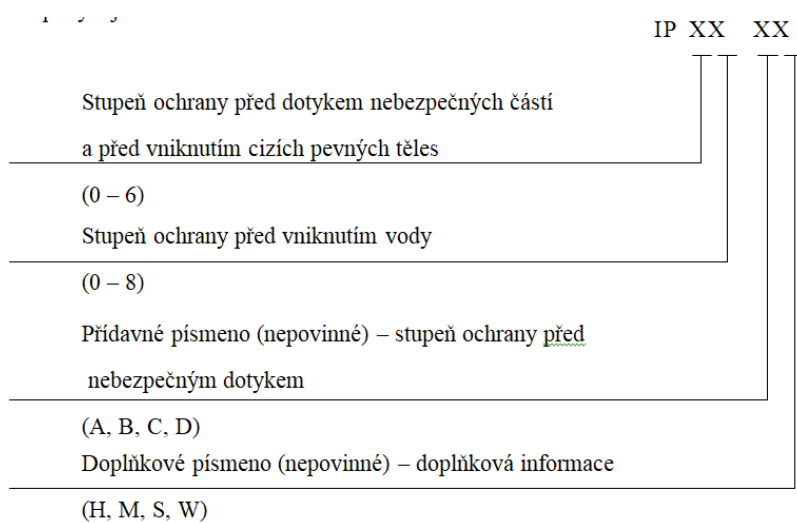 IP XX XX
Stupeň ochrany před dotykem nebezpečných částí
a před vniknutím cizích pevných těles
(0 – 6)
Stupeň ochrany před vniknutím vody
(0 – 8)
Přídavné písmeno (nepovinné) – stupeň ochrany před
nebezpečným dotykem
(A, B, C, D)
Doplňkové písmeno (nepovinné) – doplňková informace
(H, M, S, W)